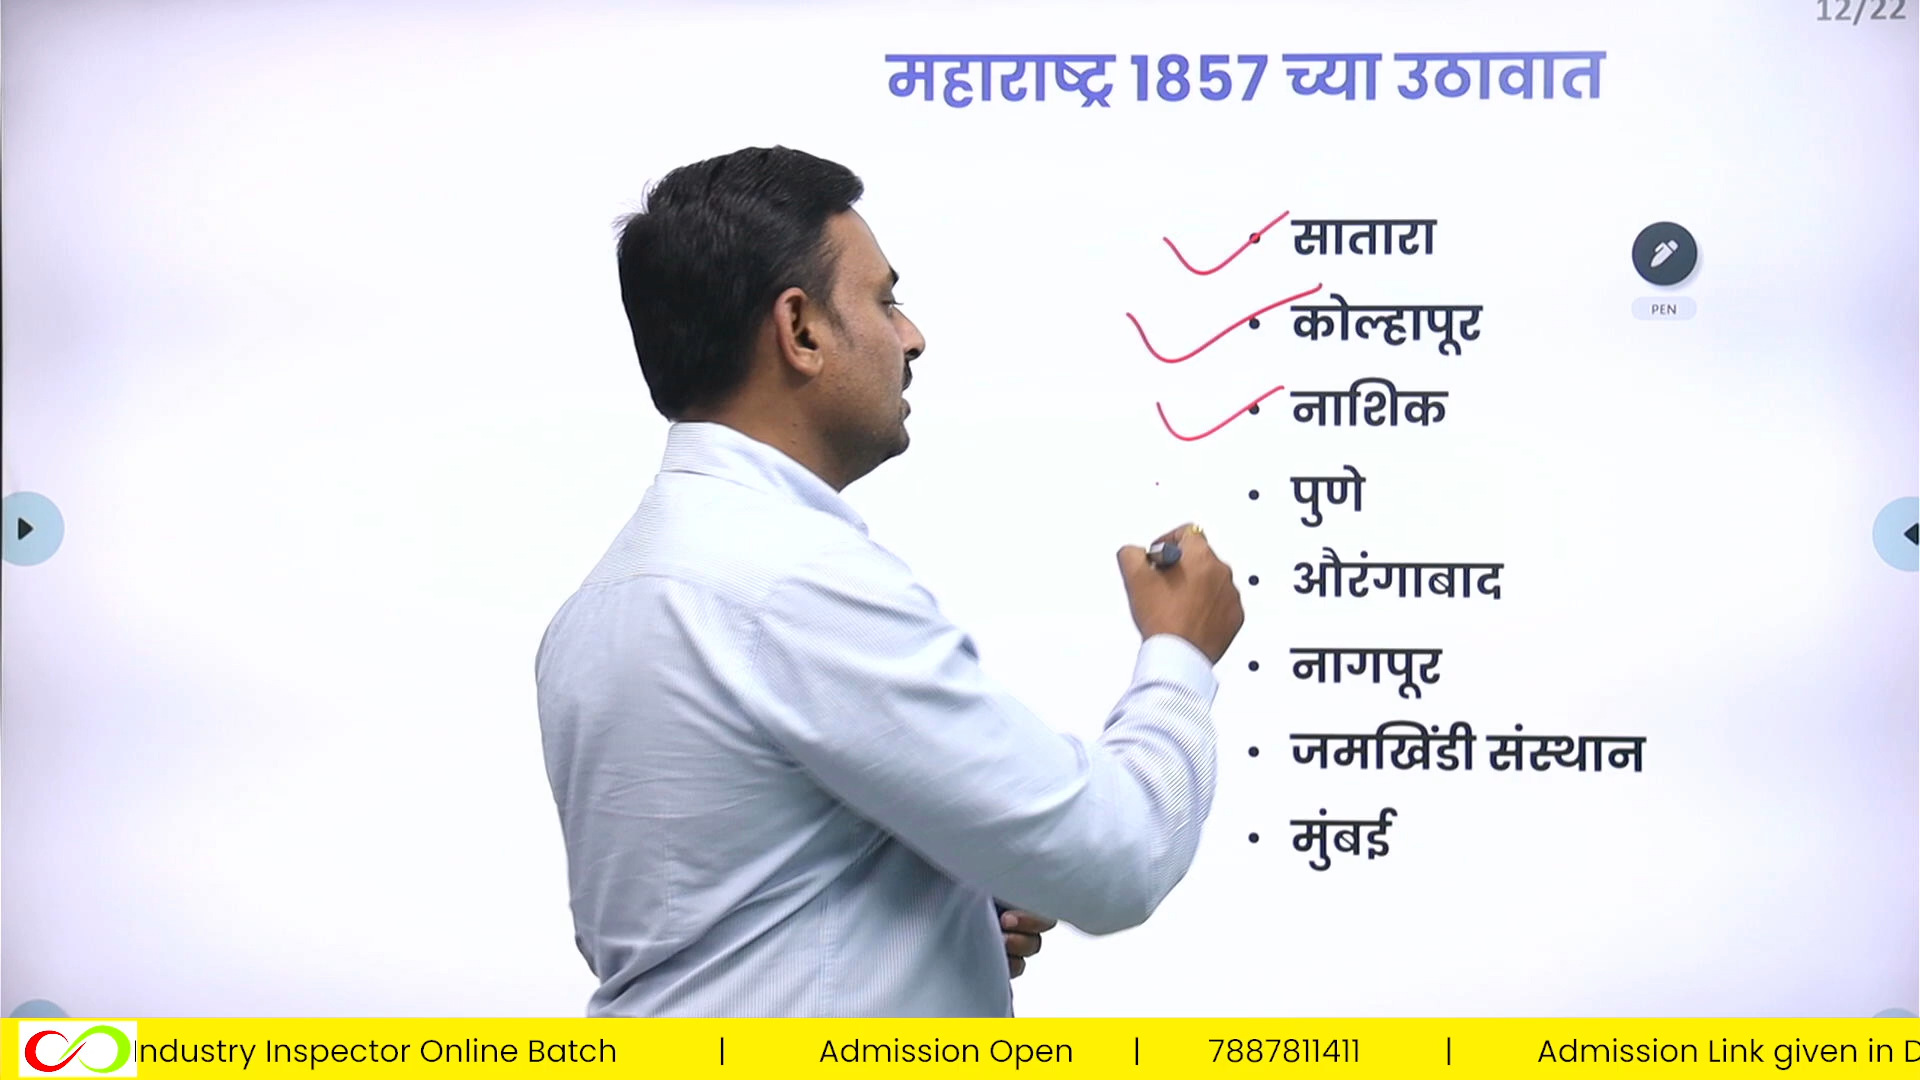 12/22
महाराष्ट्र 1857 च्या उठावात
• सातारा
• कोल्हापूर
• नाशिक
• पुणे
• औरंगाबाद
• नागपूर
• जमखिंडी संस्थान
• मुंबई
PEN
Industry Inspector Online Batch | Admission Open | 7887811411 | Admission Link given in D